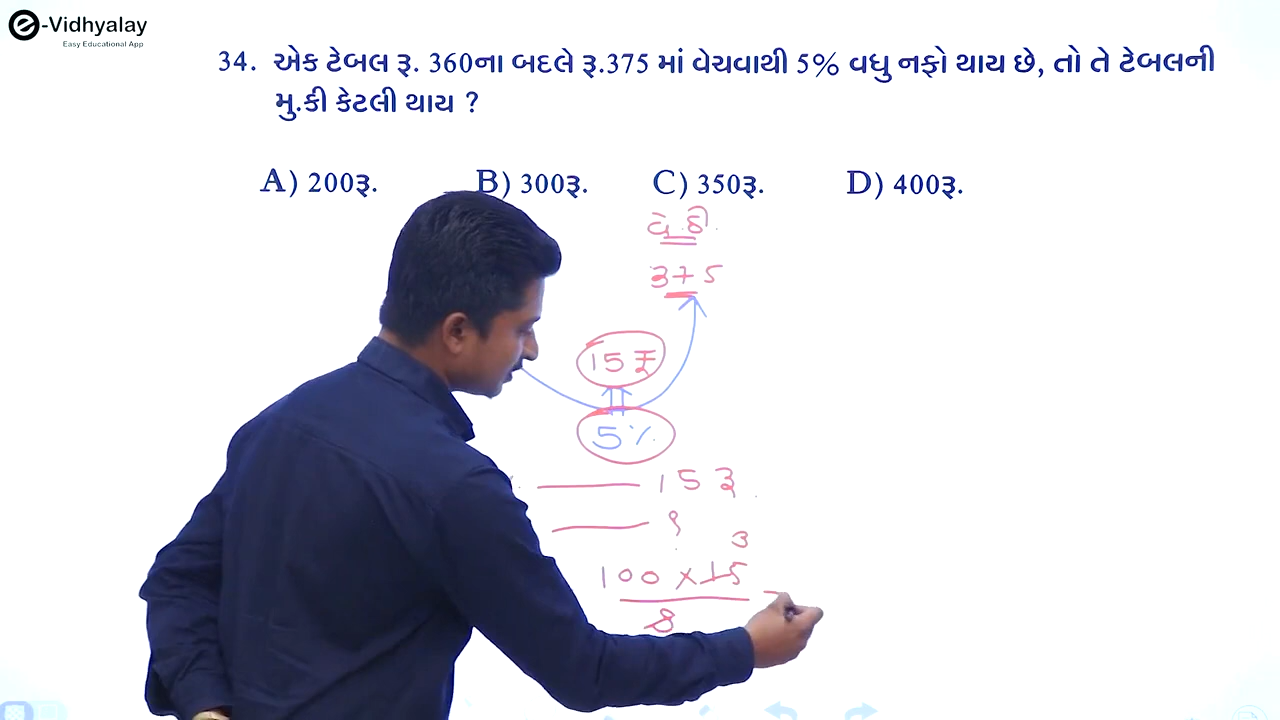 e-Vidhyalay
Easy Educational App
34. એક ટેબલ રૂ. 360ના બદલે રૂ.375 માં વેચવાથી 5% વધુ નફો થાય છે, તો તે ટેબલની
મુ.કી કેટલી થાય ?
A) 200રૂ. B) 300રૂ. C) 350રૂ. D) 400રૂ.
વે.કી.
375
15 ₹
5%
15 રૂ.
?
3
100 × 15
5